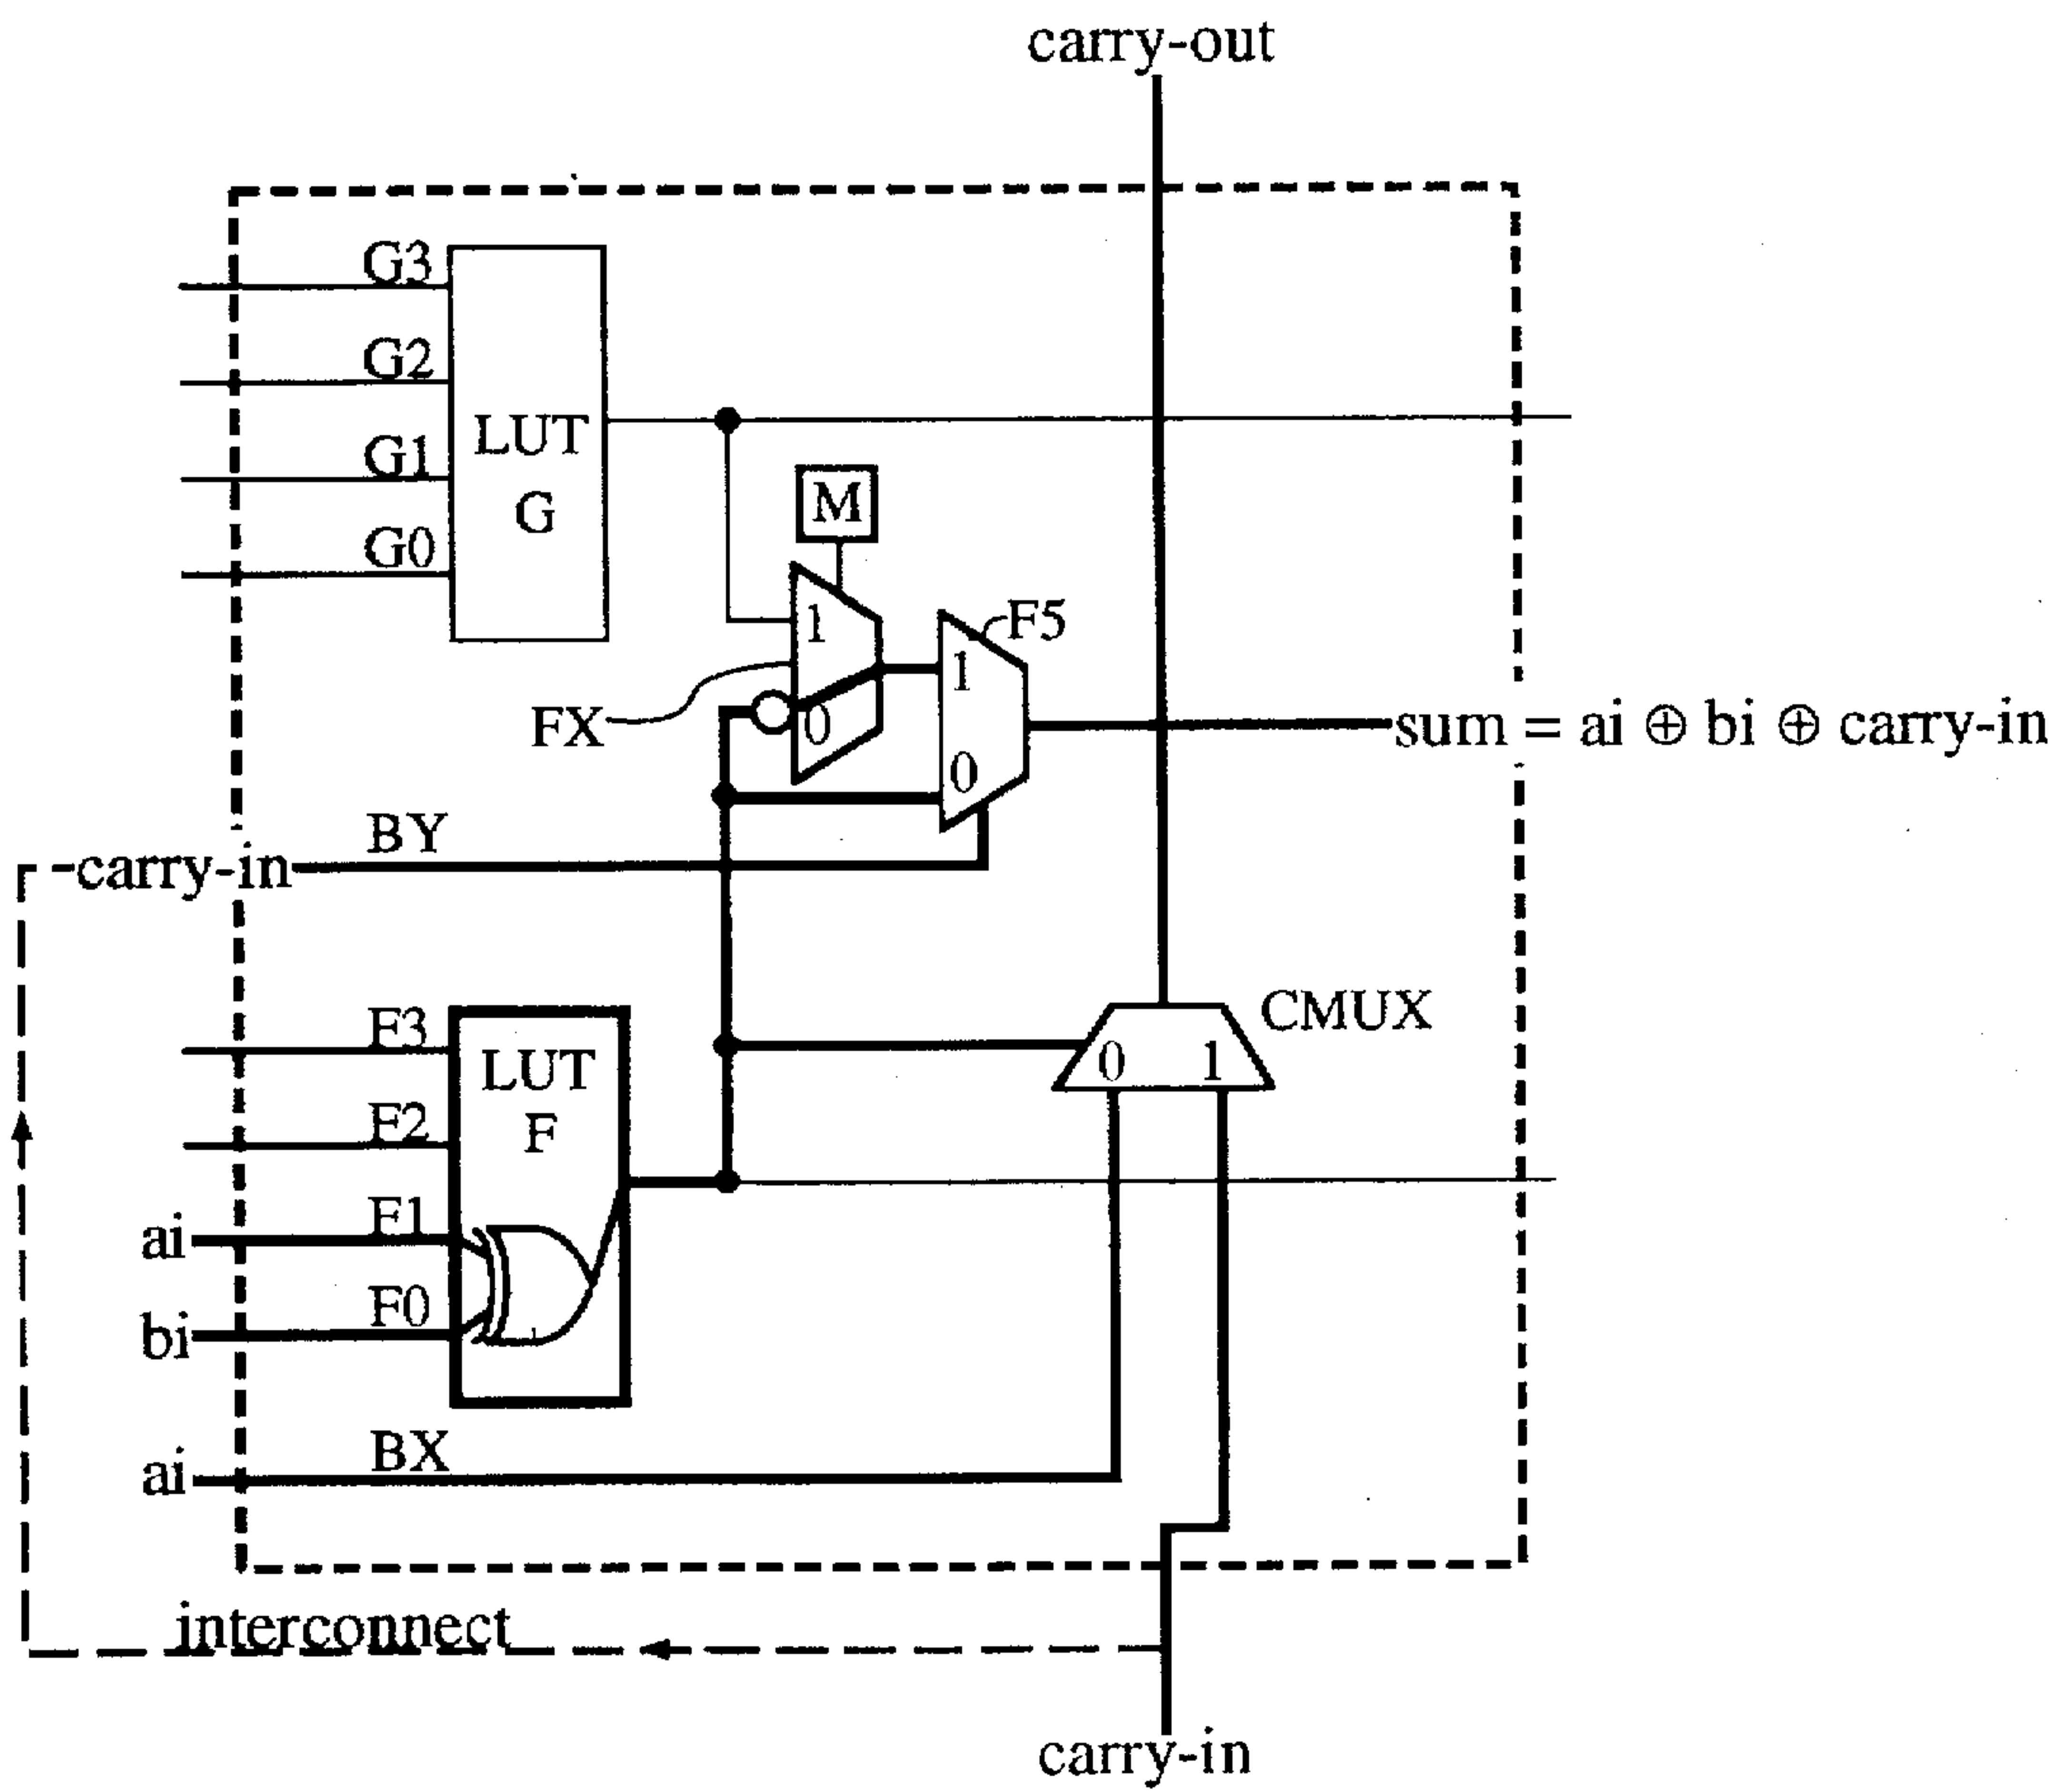 carry-out
G3
G2
G1
G0
LUT
G
M
1
0
FX
F5
1
0
sum = ai ⊕ bi ⊕ carry-in
BY
carry-in
CMUX
0 1
F3
F2
F1
F0
LUT
F
ai
bi
ai
BX
interconnect
carry-in